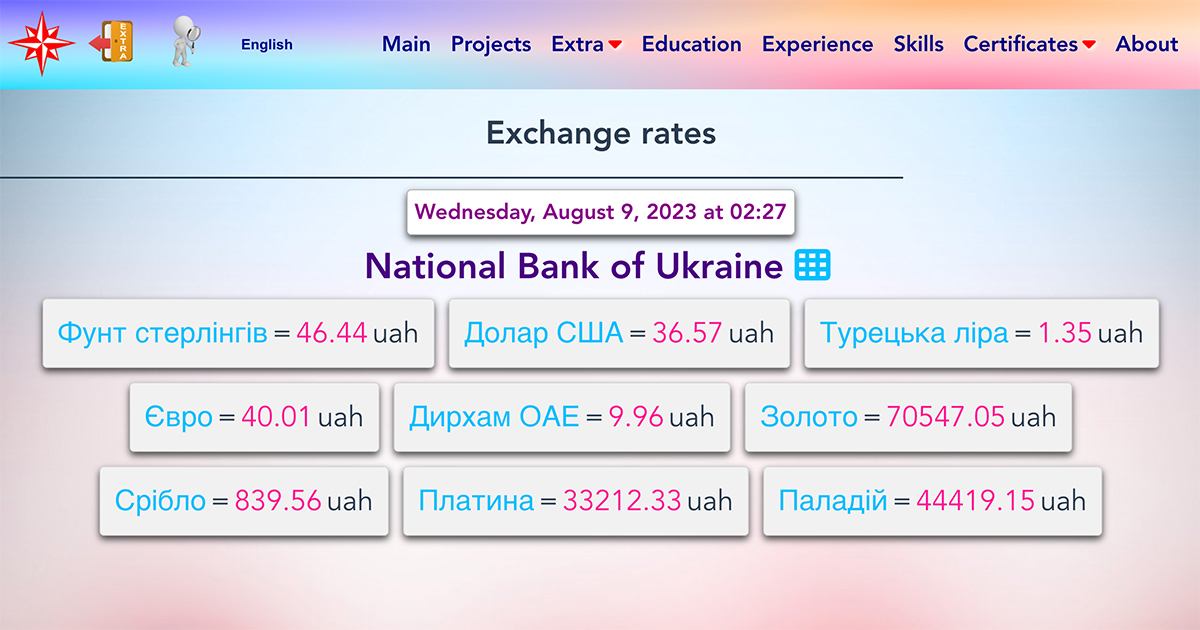 EXTRA
English
Main Projects Extra Education Experience Skills Certificates About
Exchange rates
Wednesday, August 9, 2023 at 02:27
National Bank of Ukraine
Фунт стерлінгів = 46.44 uah
Долар США = 36.57 uah
Турецька ліра = 1.35 uah
Євро = 40.01 uah
Дирхам ОАЕ = 9.96 uah
Золото = 70547.05 uah
Срібло = 839.56 uah
Платина = 33212.33 uah
Паладій = 44419.15 uah